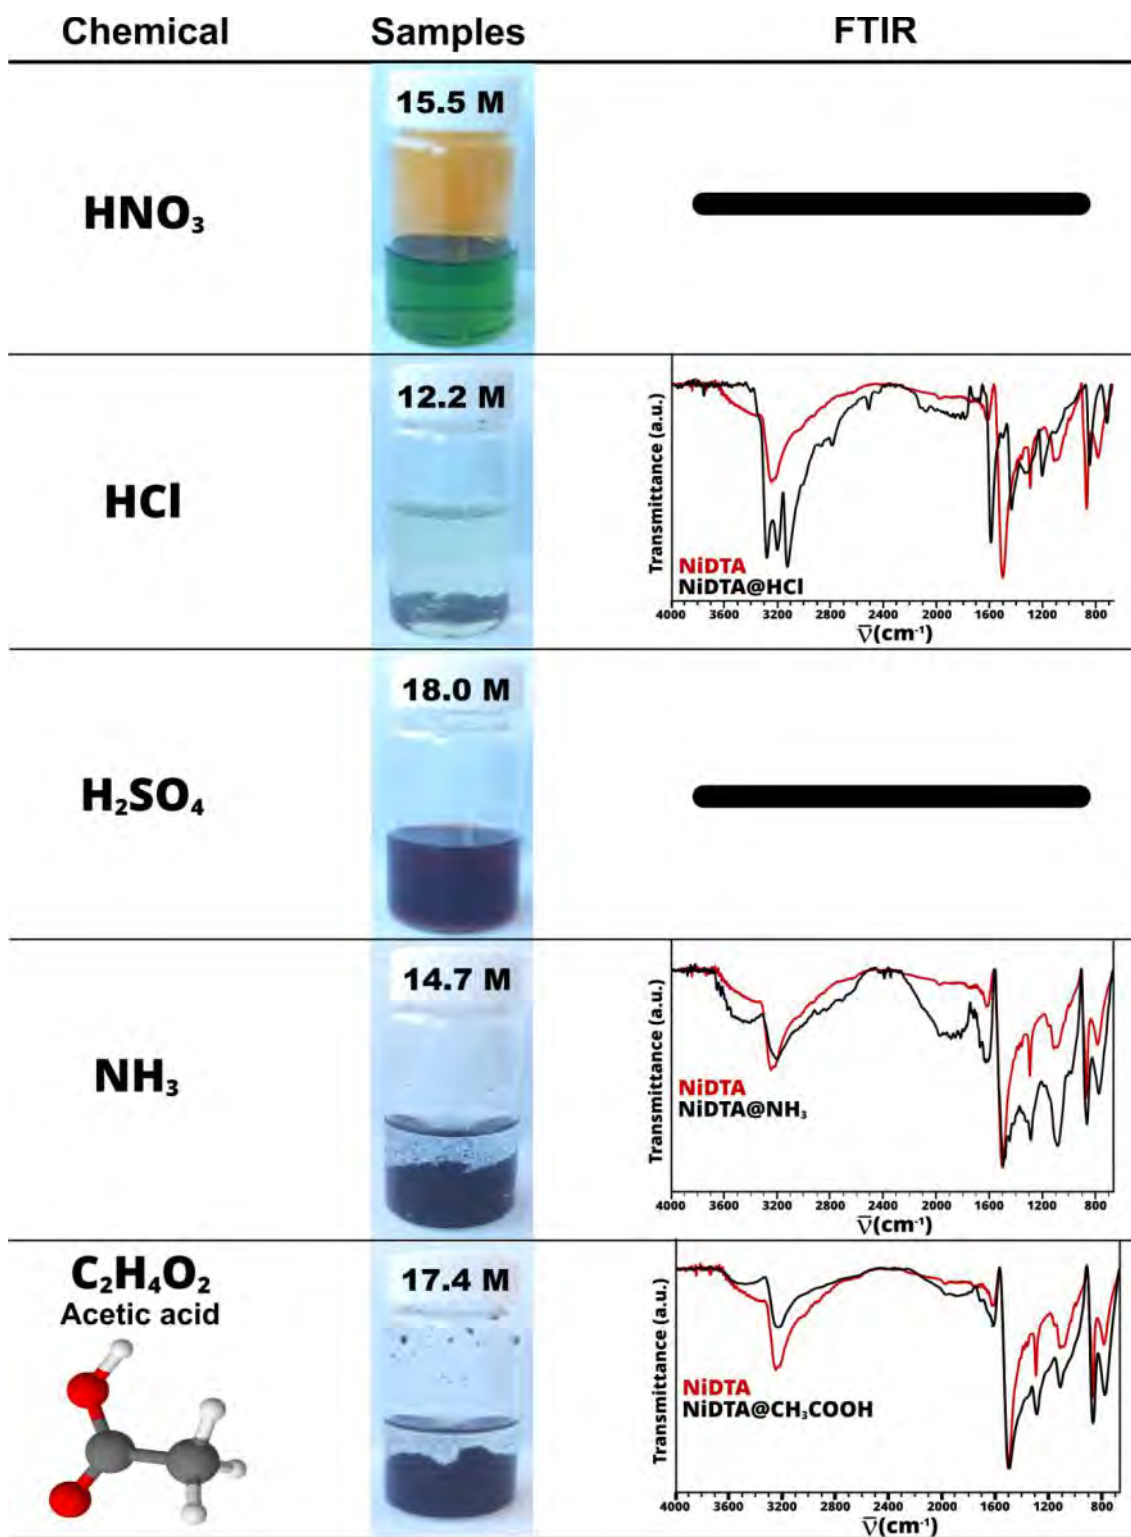 Chemical Samples FTIR
HNO₃
15.5 M
HCl
12.2 M
Transmittance (a.u.)
NiDTA
NiDTA@HCl
4000 3600 3200 2800 2400 2000 1600 1200 800
ν̅(cm⁻¹)
H₂SO₄
18.0 M
NH₃
14.7 M
Transmittance (a.u.)
NiDTA
NiDTA@NH₃
4000 3600 3200 2800 2400 2000 1600 1200 800
ν̅(cm⁻¹)
C₂H₄O₂
Acetic acid
17.4 M
Transmittance (a.u.)
NiDTA
NiDTA@CH₃COOH
4000 3600 3200 2800 2400 2000 1600 1200 800
ν̅(cm⁻¹)